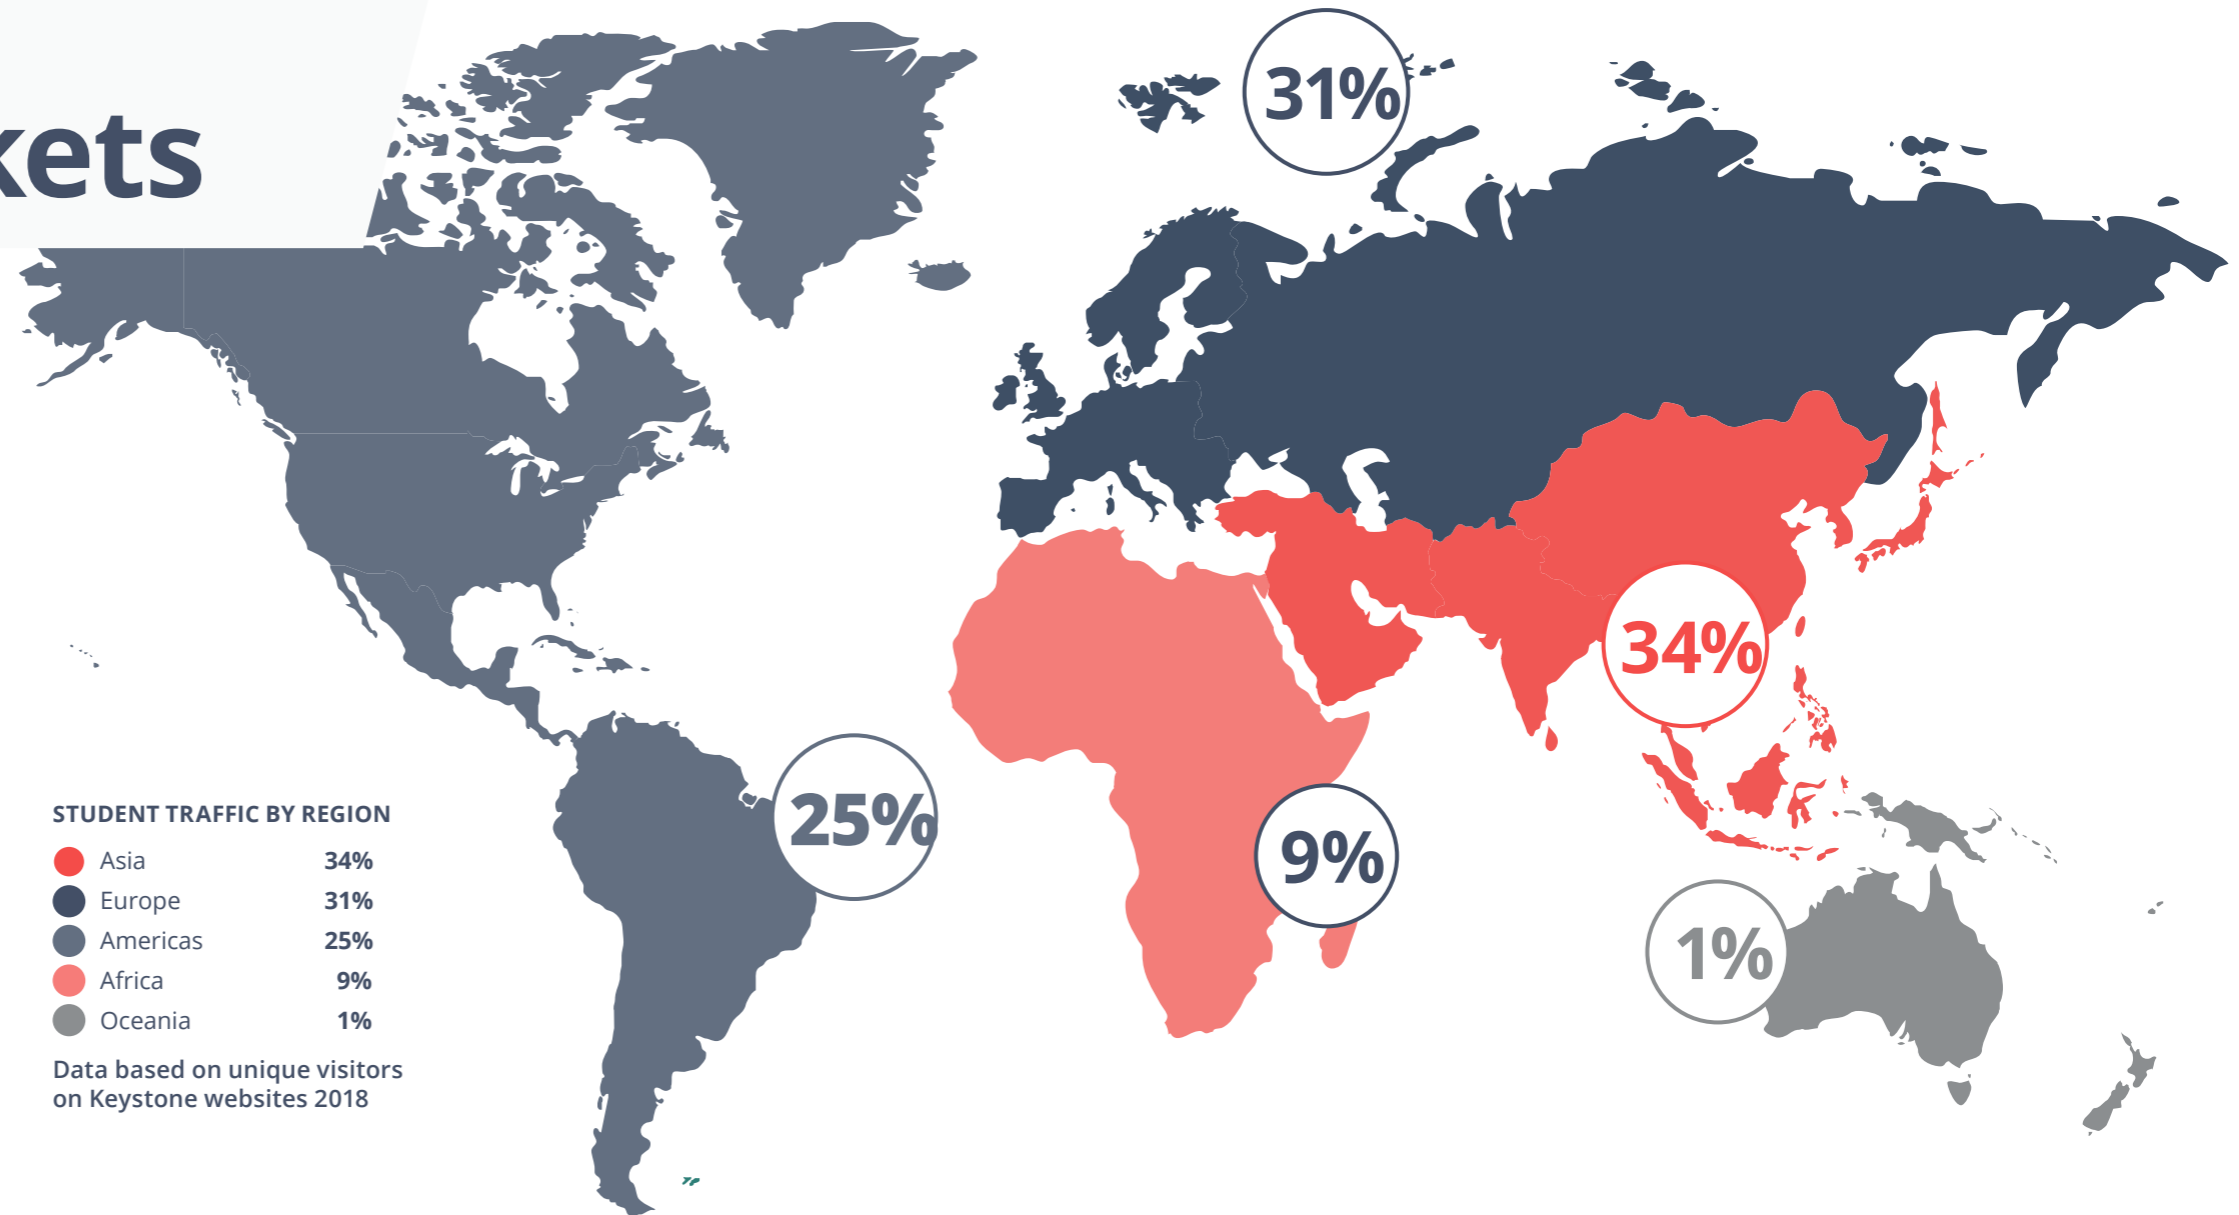 kets
31%
34%
25%
9%
1%
STUDENT TRAFFIC BY REGION
Asia 34%
Europe 31%
Americas 25%
Africa 9%
Oceania 1%
Data based on unique visitors
on Keystone websites 2018